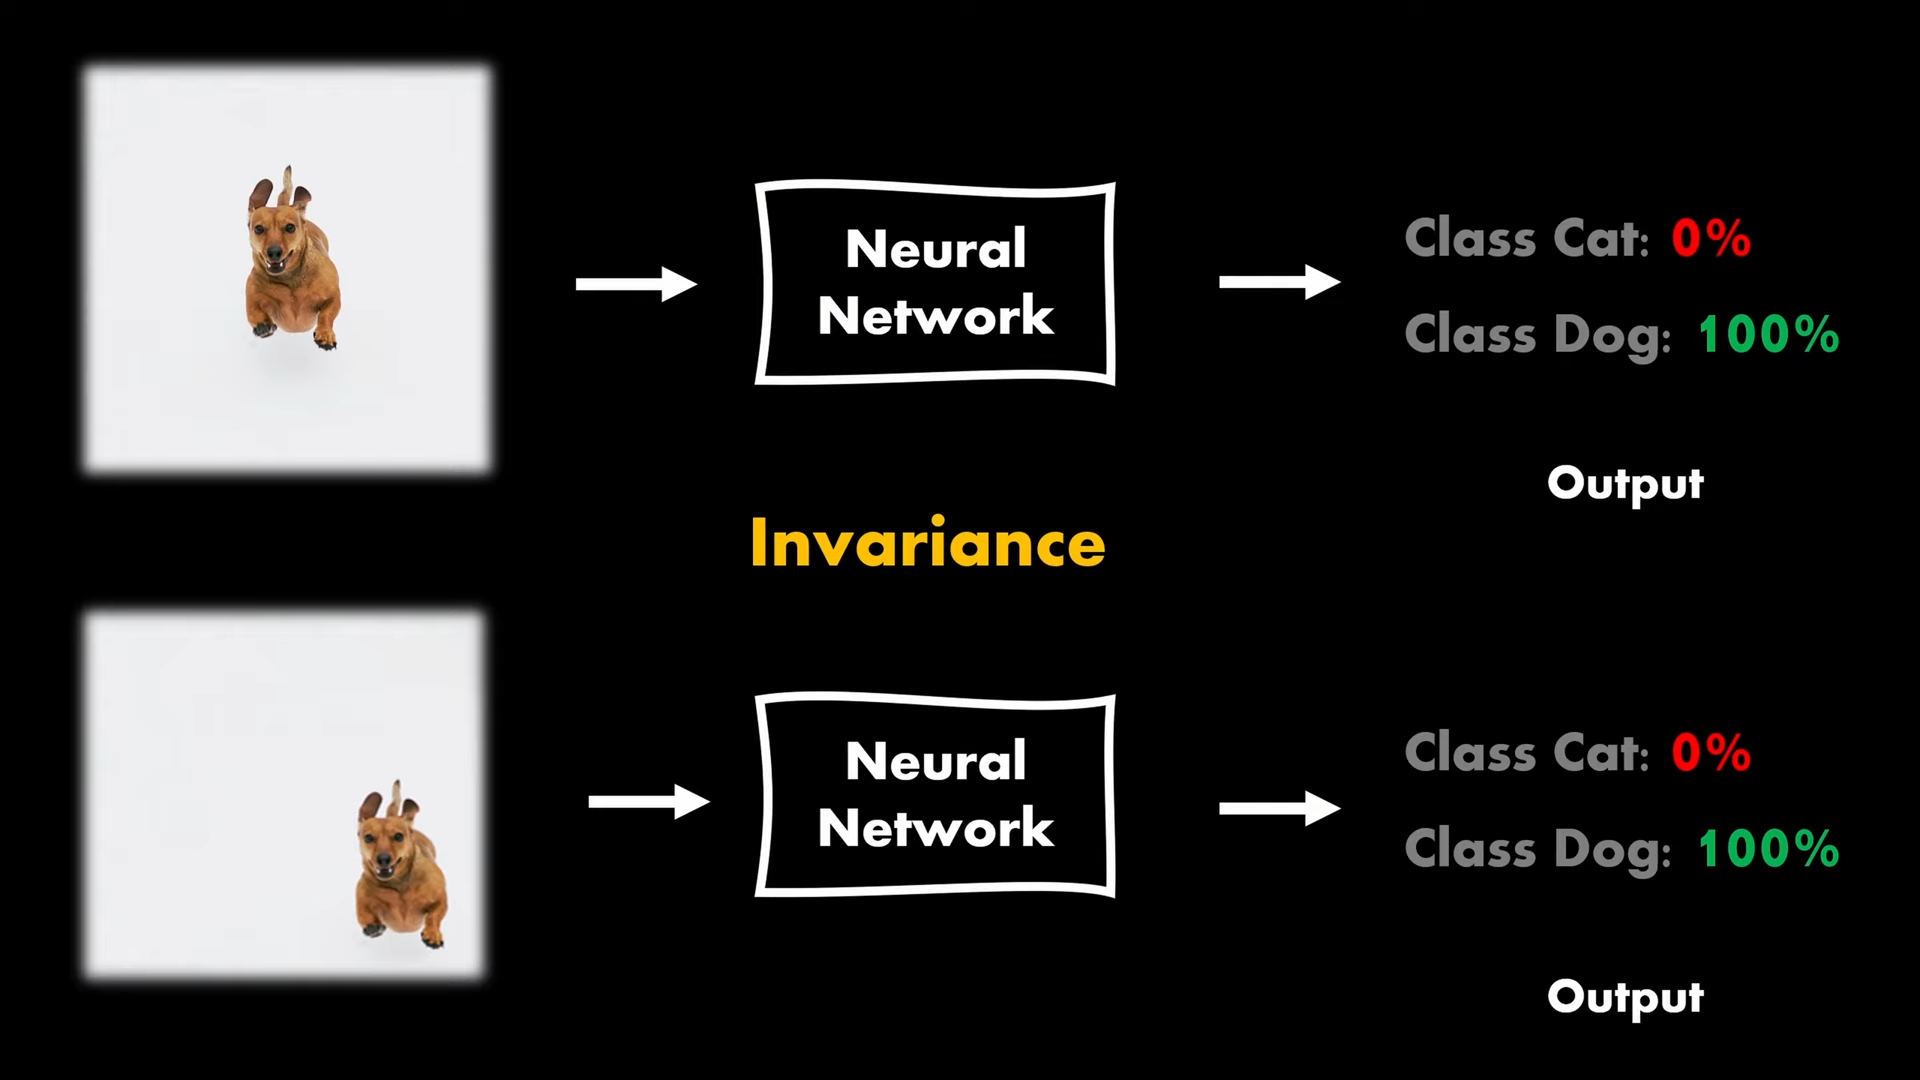 Neural
Network
Class Cat: 0%
Class Dog: 100%
Output
Invariance
Neural
Network
Class Cat: 0%
Class Dog: 100%
Output